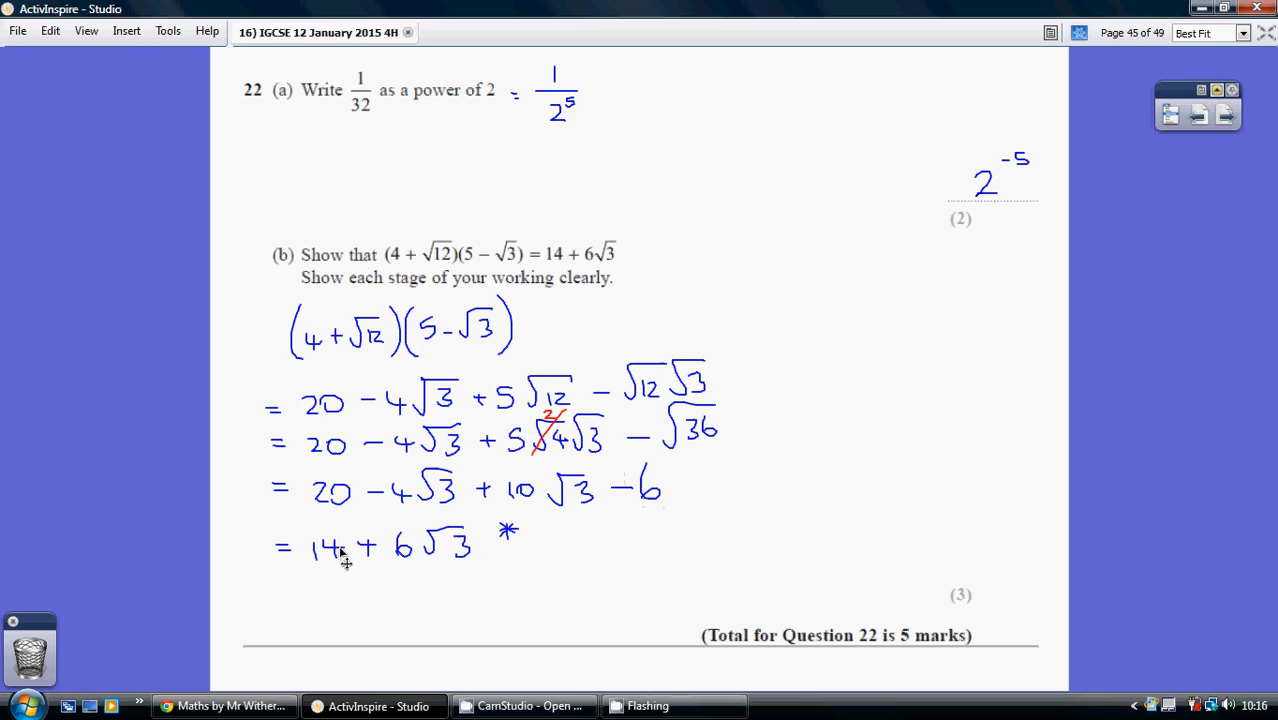 ActivInspire - Studio
File Edit View Insert Tools Help
16) IGCSE 12 January 2015 4H
Page 45 of 49
Best Fit
22 (a) Write 1/32 as a power of 2 = 1/2^5
2^-5
(2)
(b) Show that (4 + √12)(5 − √3) = 14 + 6√3
Show each stage of your working clearly.
(4 + √12)(5 - √3)
= 20 - 4√3 + 5√12 - √12√3
= 20 - 4√3 + 5√4√3 - √36
2
= 20 - 4√3 + 10√3 - 6
= 14 + 6√3 *
(3)
(Total for Question 22 is 5 marks)
Maths by Mr Wither...
ActivInspire - Studio
CamStudio - Open ...
Flashing
10:16